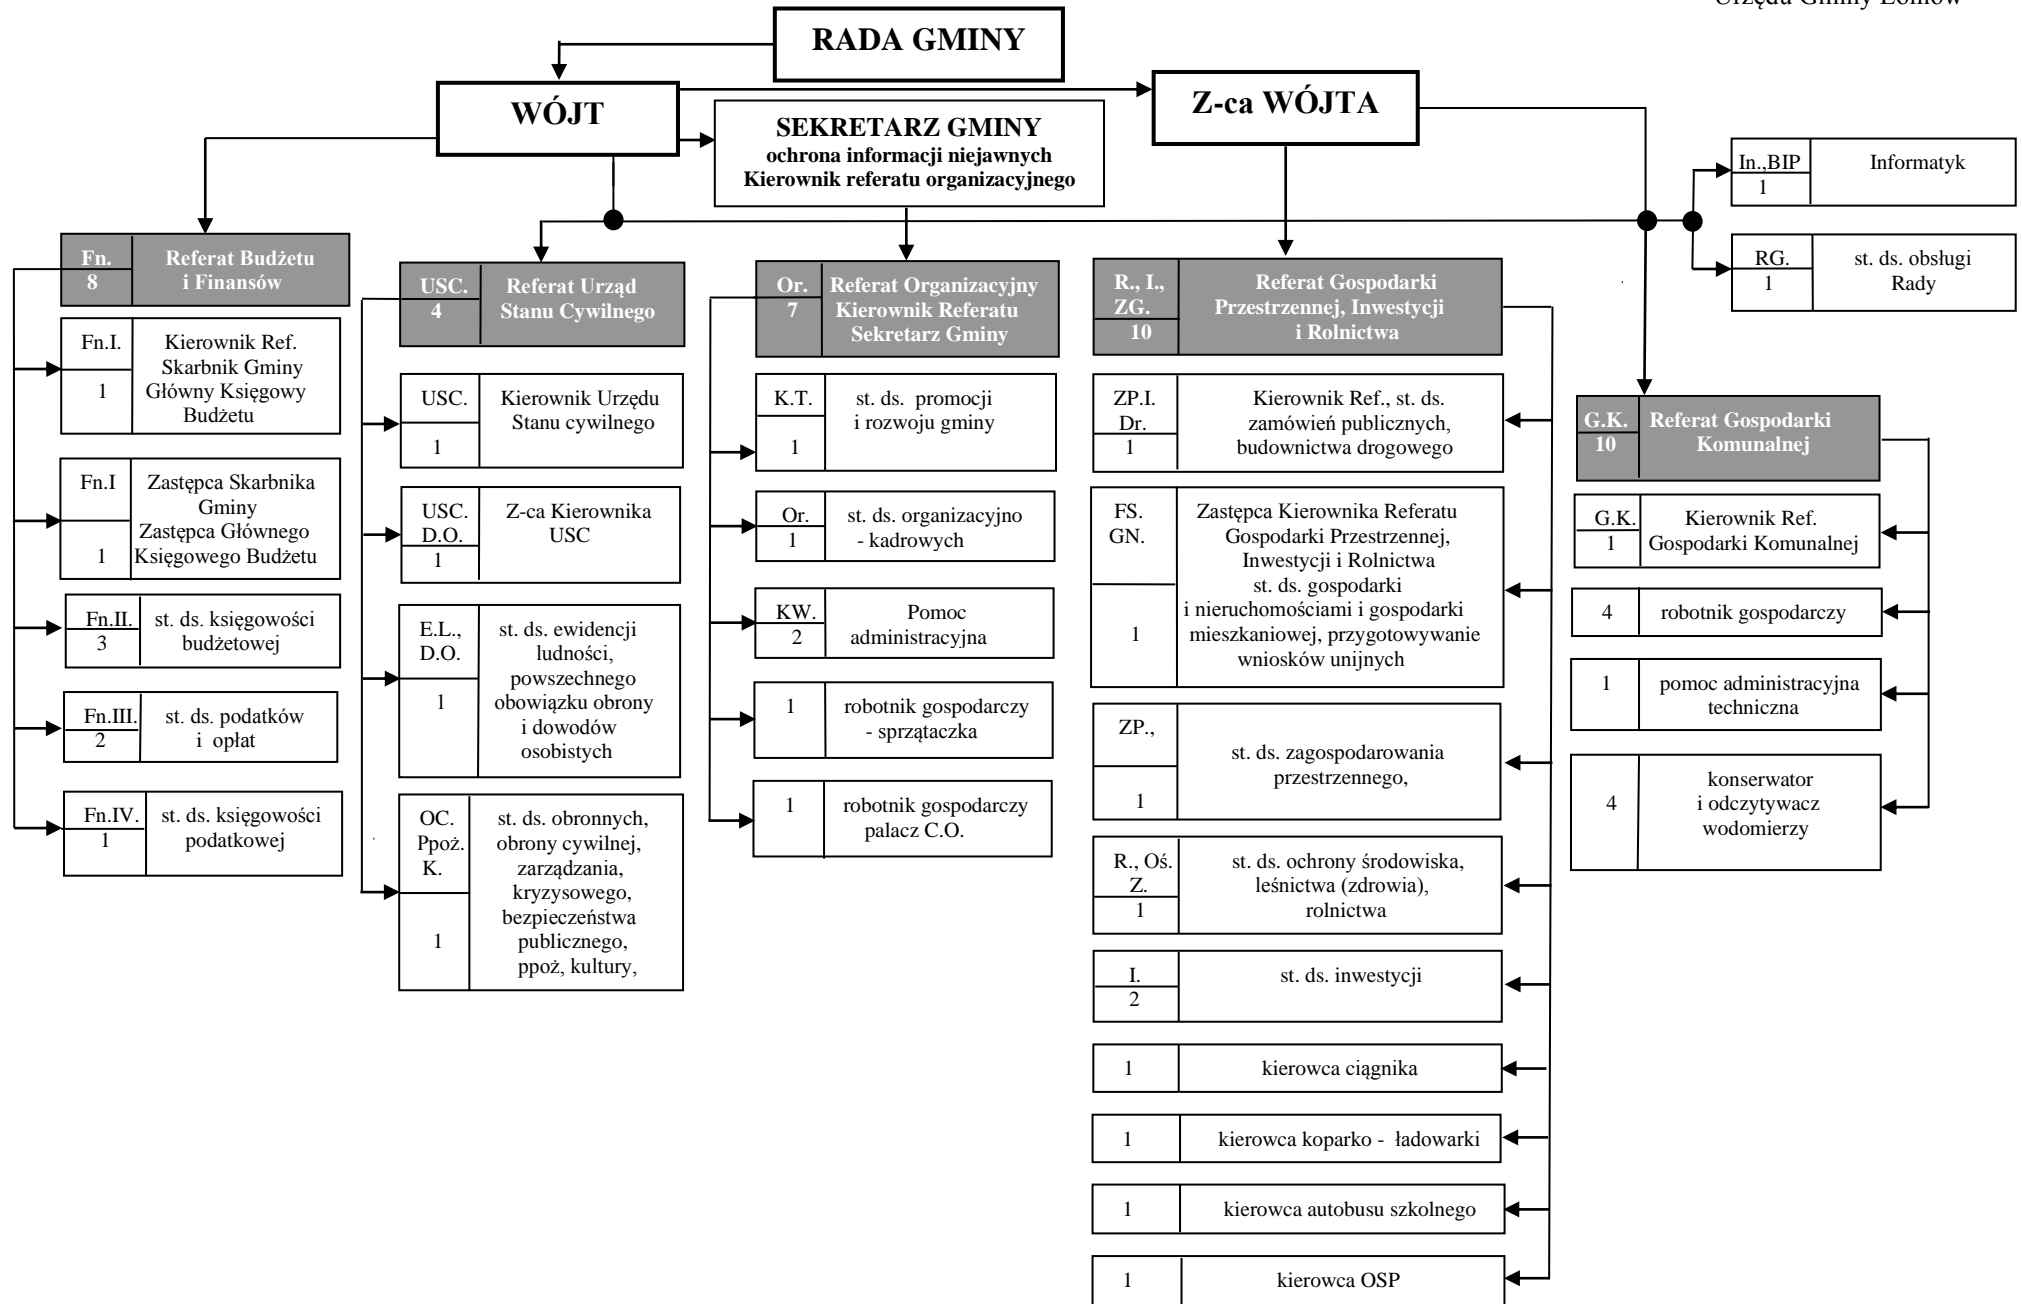 Urzędu Gminy Łoniów
RADA GMINY
WÓJT
Z-ca WÓJTA
SEKRETARZ GMINY
ochrona informacji niejawnych
Kierownik referatu organizacyjnego
In.,BIP
1
Informatyk
RG.
1
st. ds. obsługi
Rady
Fn.
8
Referat Budżetu
i Finansów
Fn.I.
1
Kierownik Ref.
Skarbnik Gminy
Główny Księgowy
Budżetu
Fn.I
1
Zastępca Skarbnika
Gminy
Zastępca Głównego
Księgowego Budżetu
Fn.II.
3
st. ds. księgowości
budżetowej
Fn.III.
2
st. ds. podatków
i opłat
Fn.IV.
1
st. ds. księgowości
podatkowej
USC.
4
Referat Urząd
Stanu Cywilnego
USC.
1
Kierownik Urzędu
Stanu cywilnego
USC.
D.O.
1
Z-ca Kierownika
USC
E.L.,
D.O.
1
st. ds. ewidencji
ludności,
powszechnego
obowiązku obrony
i dowodów
osobistych
OC.
Ppoż.
K.
1
st. ds. obronnych,
obrony cywilnej,
zarządzania,
kryzysowego,
bezpieczeństwa
publicznego,
ppoż, kultury,
Or.
7
Referat Organizacyjny
Kierownik Referatu
Sekretarz Gminy
K.T.
1
st. ds. promocji
i rozwoju gminy
Or.
1
st. ds. organizacyjno
- kadrowych
KW.
2
Pomoc
administracyjna
1
robotnik gospodarczy
- sprzątaczka
1
robotnik gospodarczy
palacz C.O.
R., I.,
ZG.
10
Referat Gospodarki
Przestrzennej, Inwestycji
i Rolnictwa
ZP.I.
Dr.
1
Kierownik Ref., st. ds.
zamówień publicznych,
budownictwa drogowego
FS.
GN.
1
Zastępca Kierownika Referatu
Gospodarki Przestrzennej,
Inwestycji i Rolnictwa
st. ds. gospodarki
i nieruchomościami i gospodarki
mieszkaniowej, przygotowywanie
wniosków unijnych
ZP.,
1
st. ds. zagospodarowania
przestrzennego,
R., Oś.
Z.
1
st. ds. ochrony środowiska,
leśnictwa (zdrowia),
rolnictwa
I.
2
st. ds. inwestycji
1
kierowca ciągnika
1
kierowca koparko - ładowarki
1
kierowca autobusu szkolnego
1
kierowca OSP
G.K.
10
Referat Gospodarki
Komunalnej
G.K.
1
Kierownik Ref.
Gospodarki Komunalnej
4
robotnik gospodarczy
1
pomoc administracyjna
techniczna
4
konserwator
i odczytywacz
wodomierzy